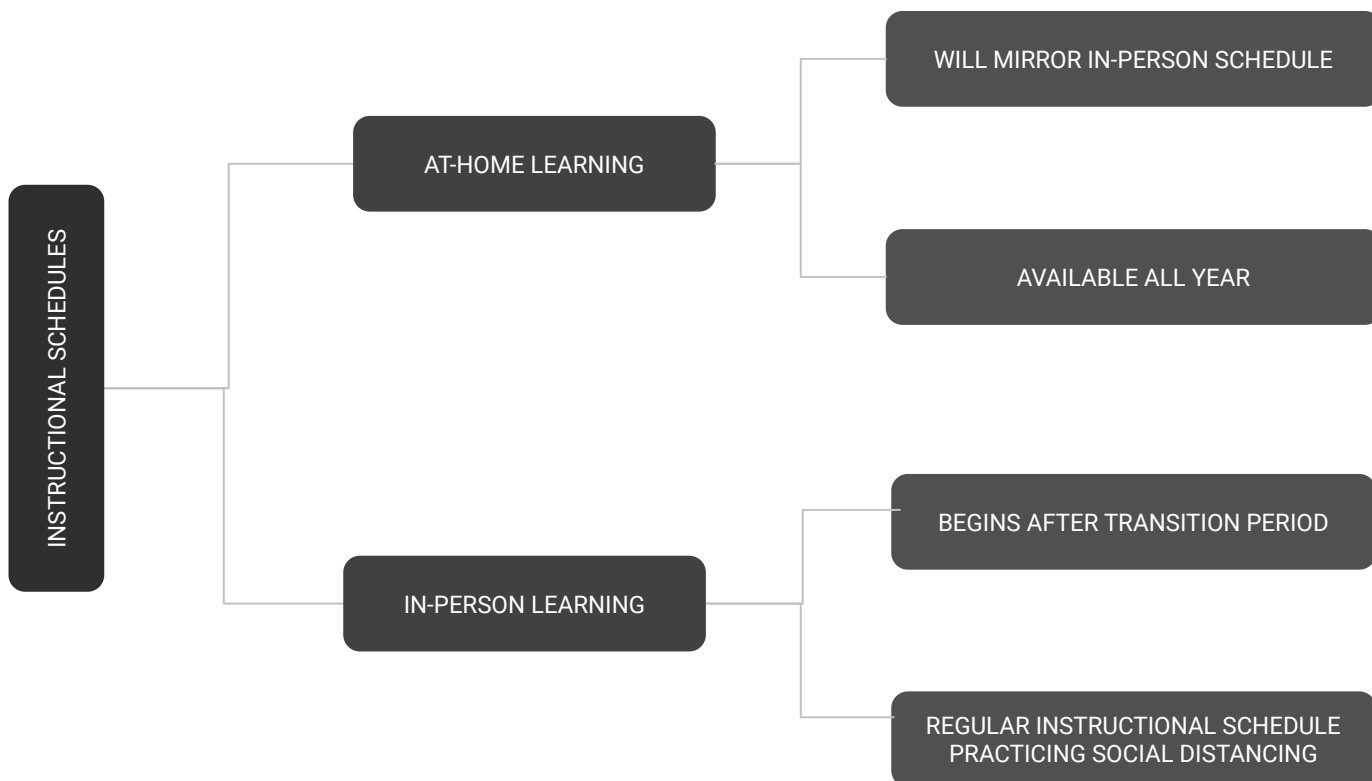 INSTRUCTIONAL SCHEDULES
AT-HOME LEARNING
WILL MIRROR IN-PERSON SCHEDULE
AVAILABLE ALL YEAR
IN-PERSON LEARNING
BEGINS AFTER TRANSITION PERIOD
REGULAR INSTRUCTIONAL SCHEDULE
PRACTICING SOCIAL DISTANCING